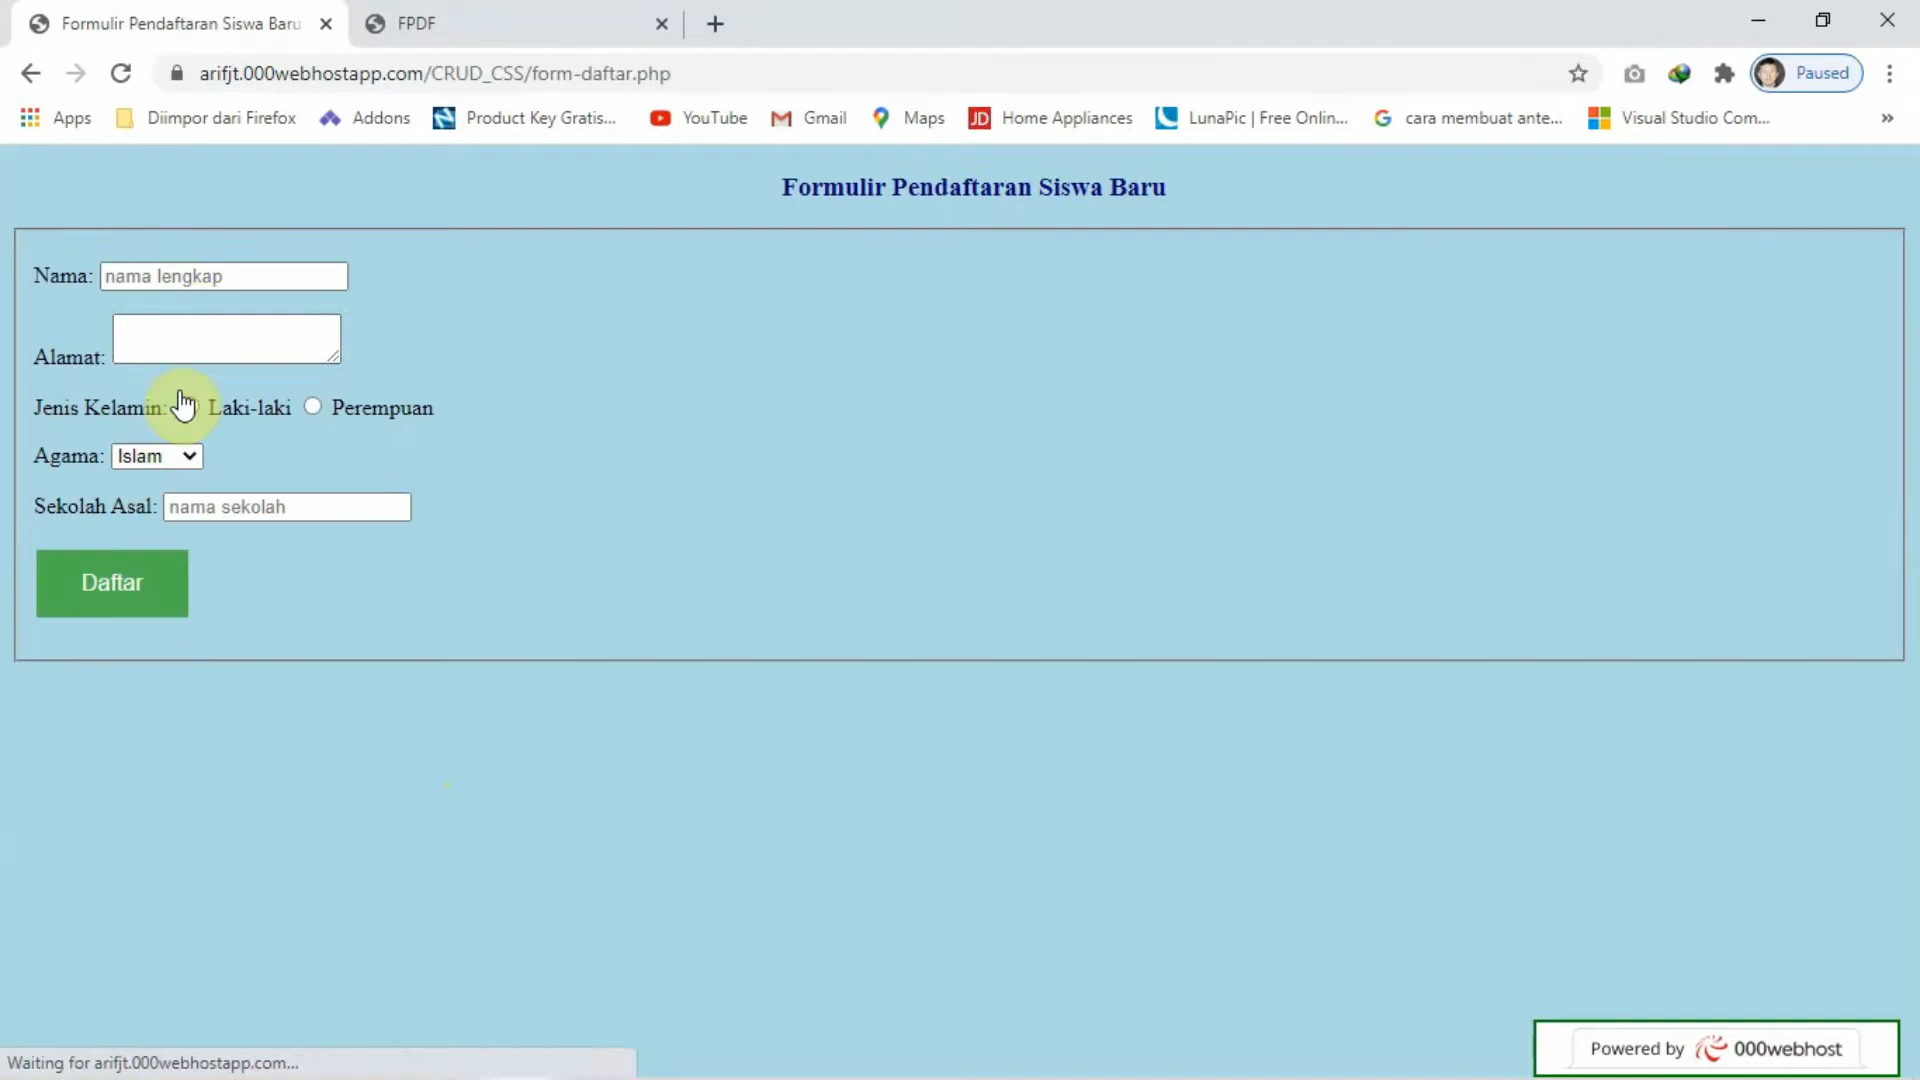 Formulir Pendaftaran Siswa Baru
FPDF
arifjt.000webhostapp.com/CRUD_CSS/form-daftar.php
Paused
Apps
Diimpor dari Firefox
Addons
Product Key Gratis...
YouTube
Gmail
Maps
JD
Home Appliances
LunaPic | Free Onlin...
cara membuat ante...
Visual Studio Com...
»
Formulir Pendaftaran Siswa Baru
Nama: nama lengkap
Alamat:
Jenis Kelamin: Laki-laki Perempuan
Agama: Islam
Sekolah Asal: nama sekolah
Daftar
Waiting for arifjt.000webhostapp.com...
Powered by 000webhost